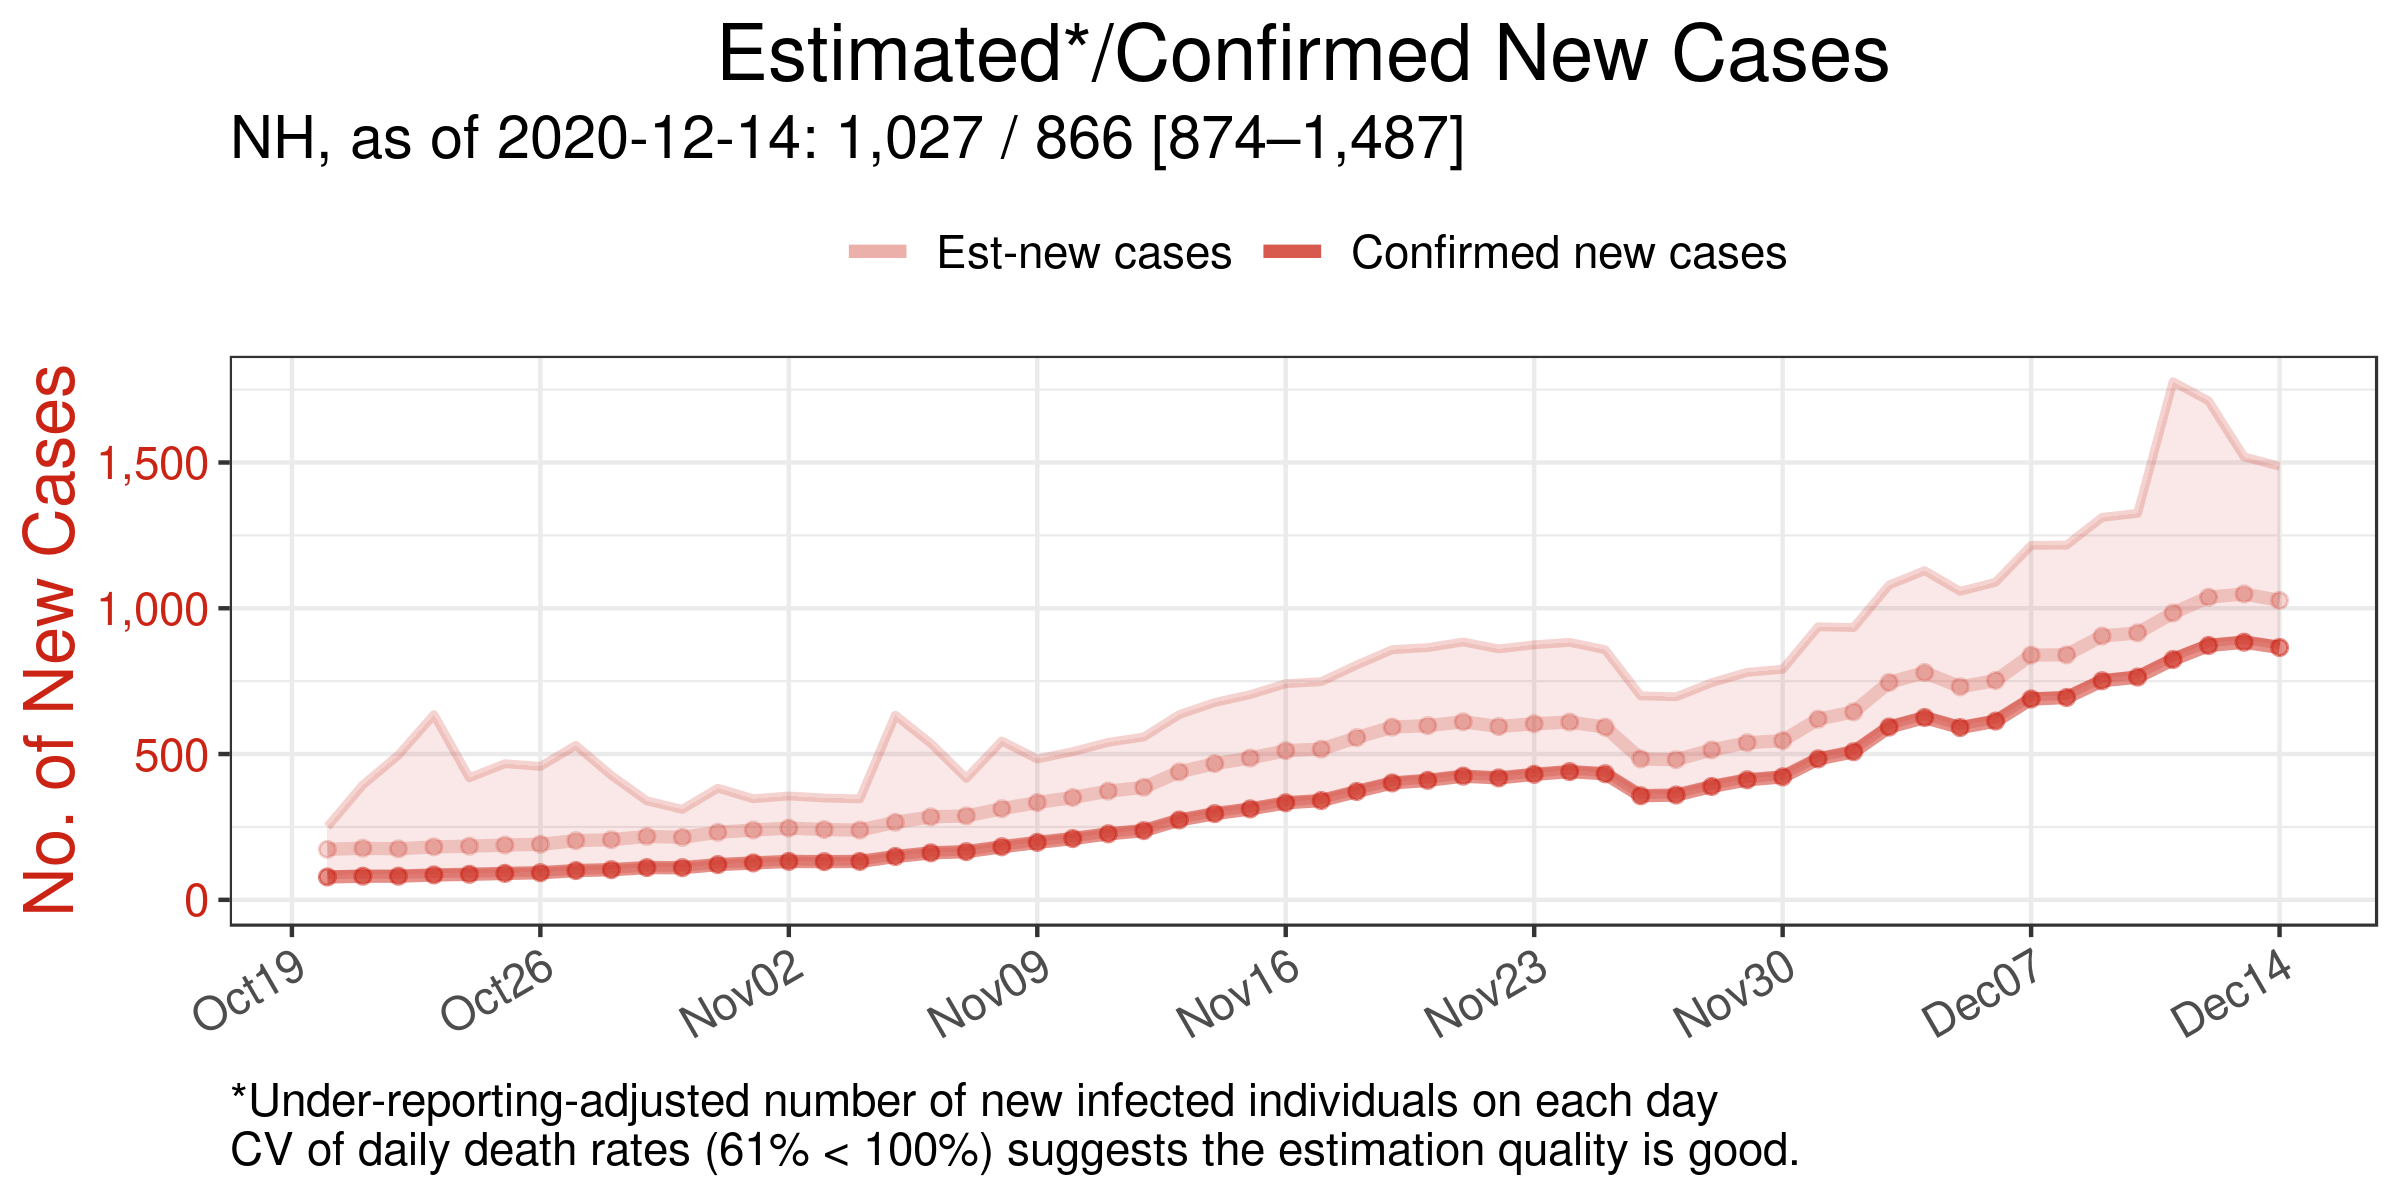 Estimated*/Confirmed New Cases
NH, as of 2020-12-14: 1,027 / 866 [874–1,487]
Est-new cases Confirmed new cases
No. of New Cases
1,500
1,000
500
0
Oct19 Oct26 Nov02 Nov09 Nov16 Nov23 Nov30 Dec07 Dec14
*Under-reporting-adjusted number of new infected individuals on each day
CV of daily death rates (61% < 100%) suggests the estimation quality is good.